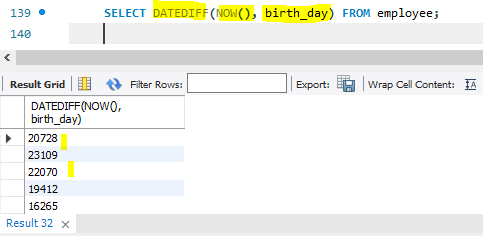 139 SELECT DATEDIFF(NOW(), birth_day) FROM employee;
140
Result Grid Filter Rows: Export: Wrap Cell Content:
DATEDIFF(NOW(),
birth_day)
20728
23109
22070
19412
16265
Result 32 ×